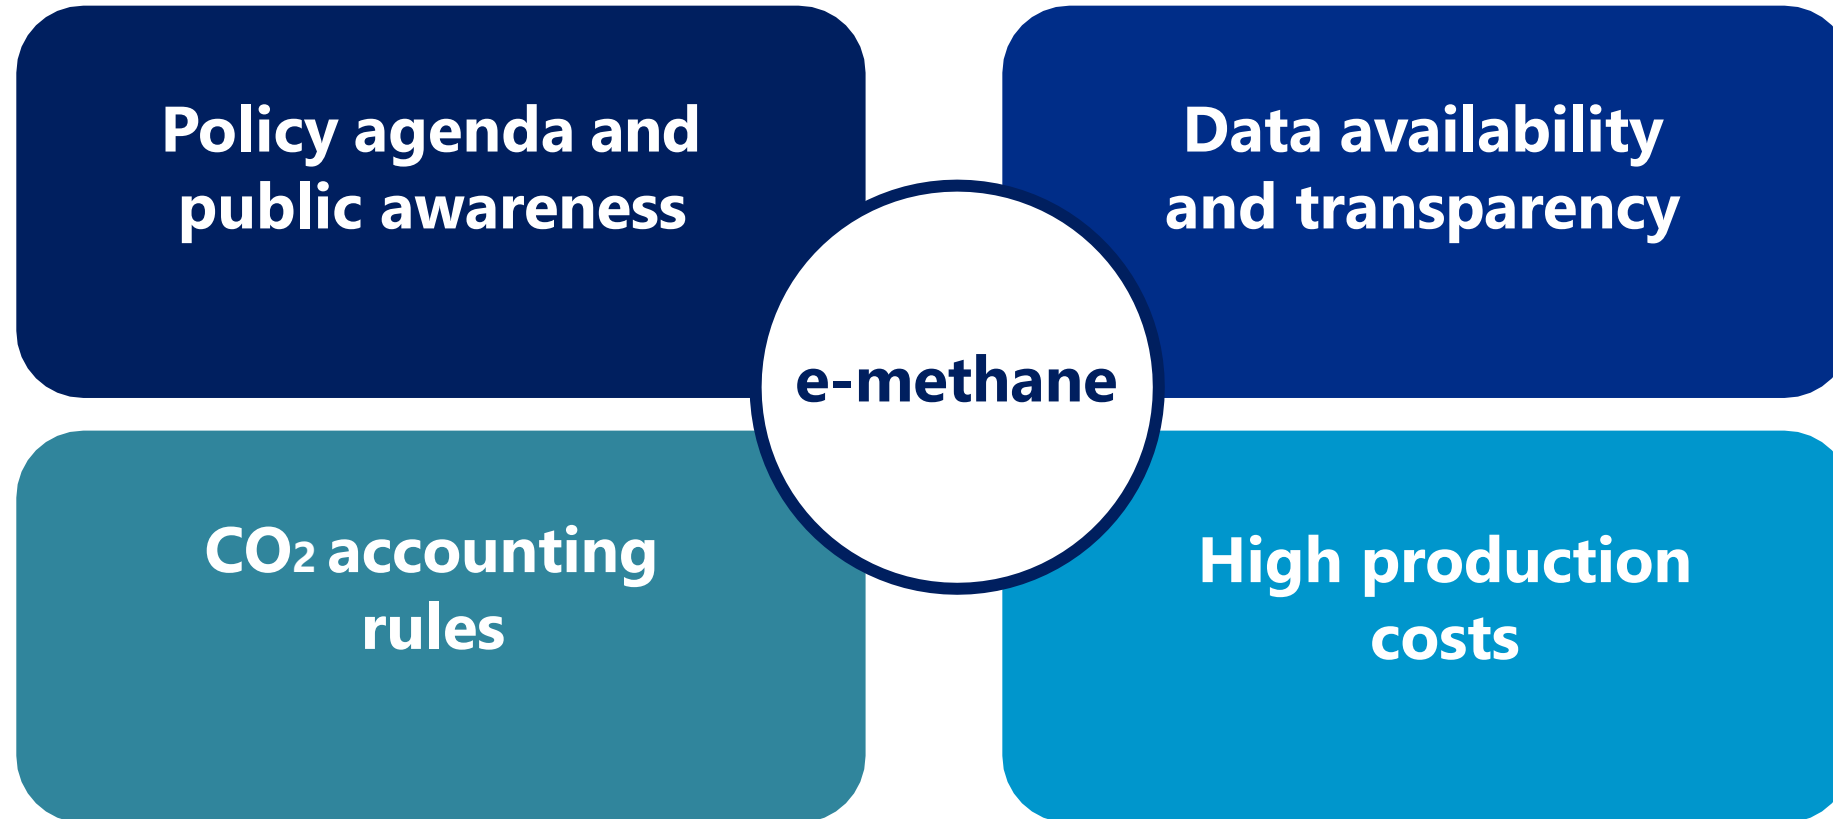 Policy agenda and
public awareness
Data availability
and transparency
e-methane
CO2 accounting
rules
High production
costs